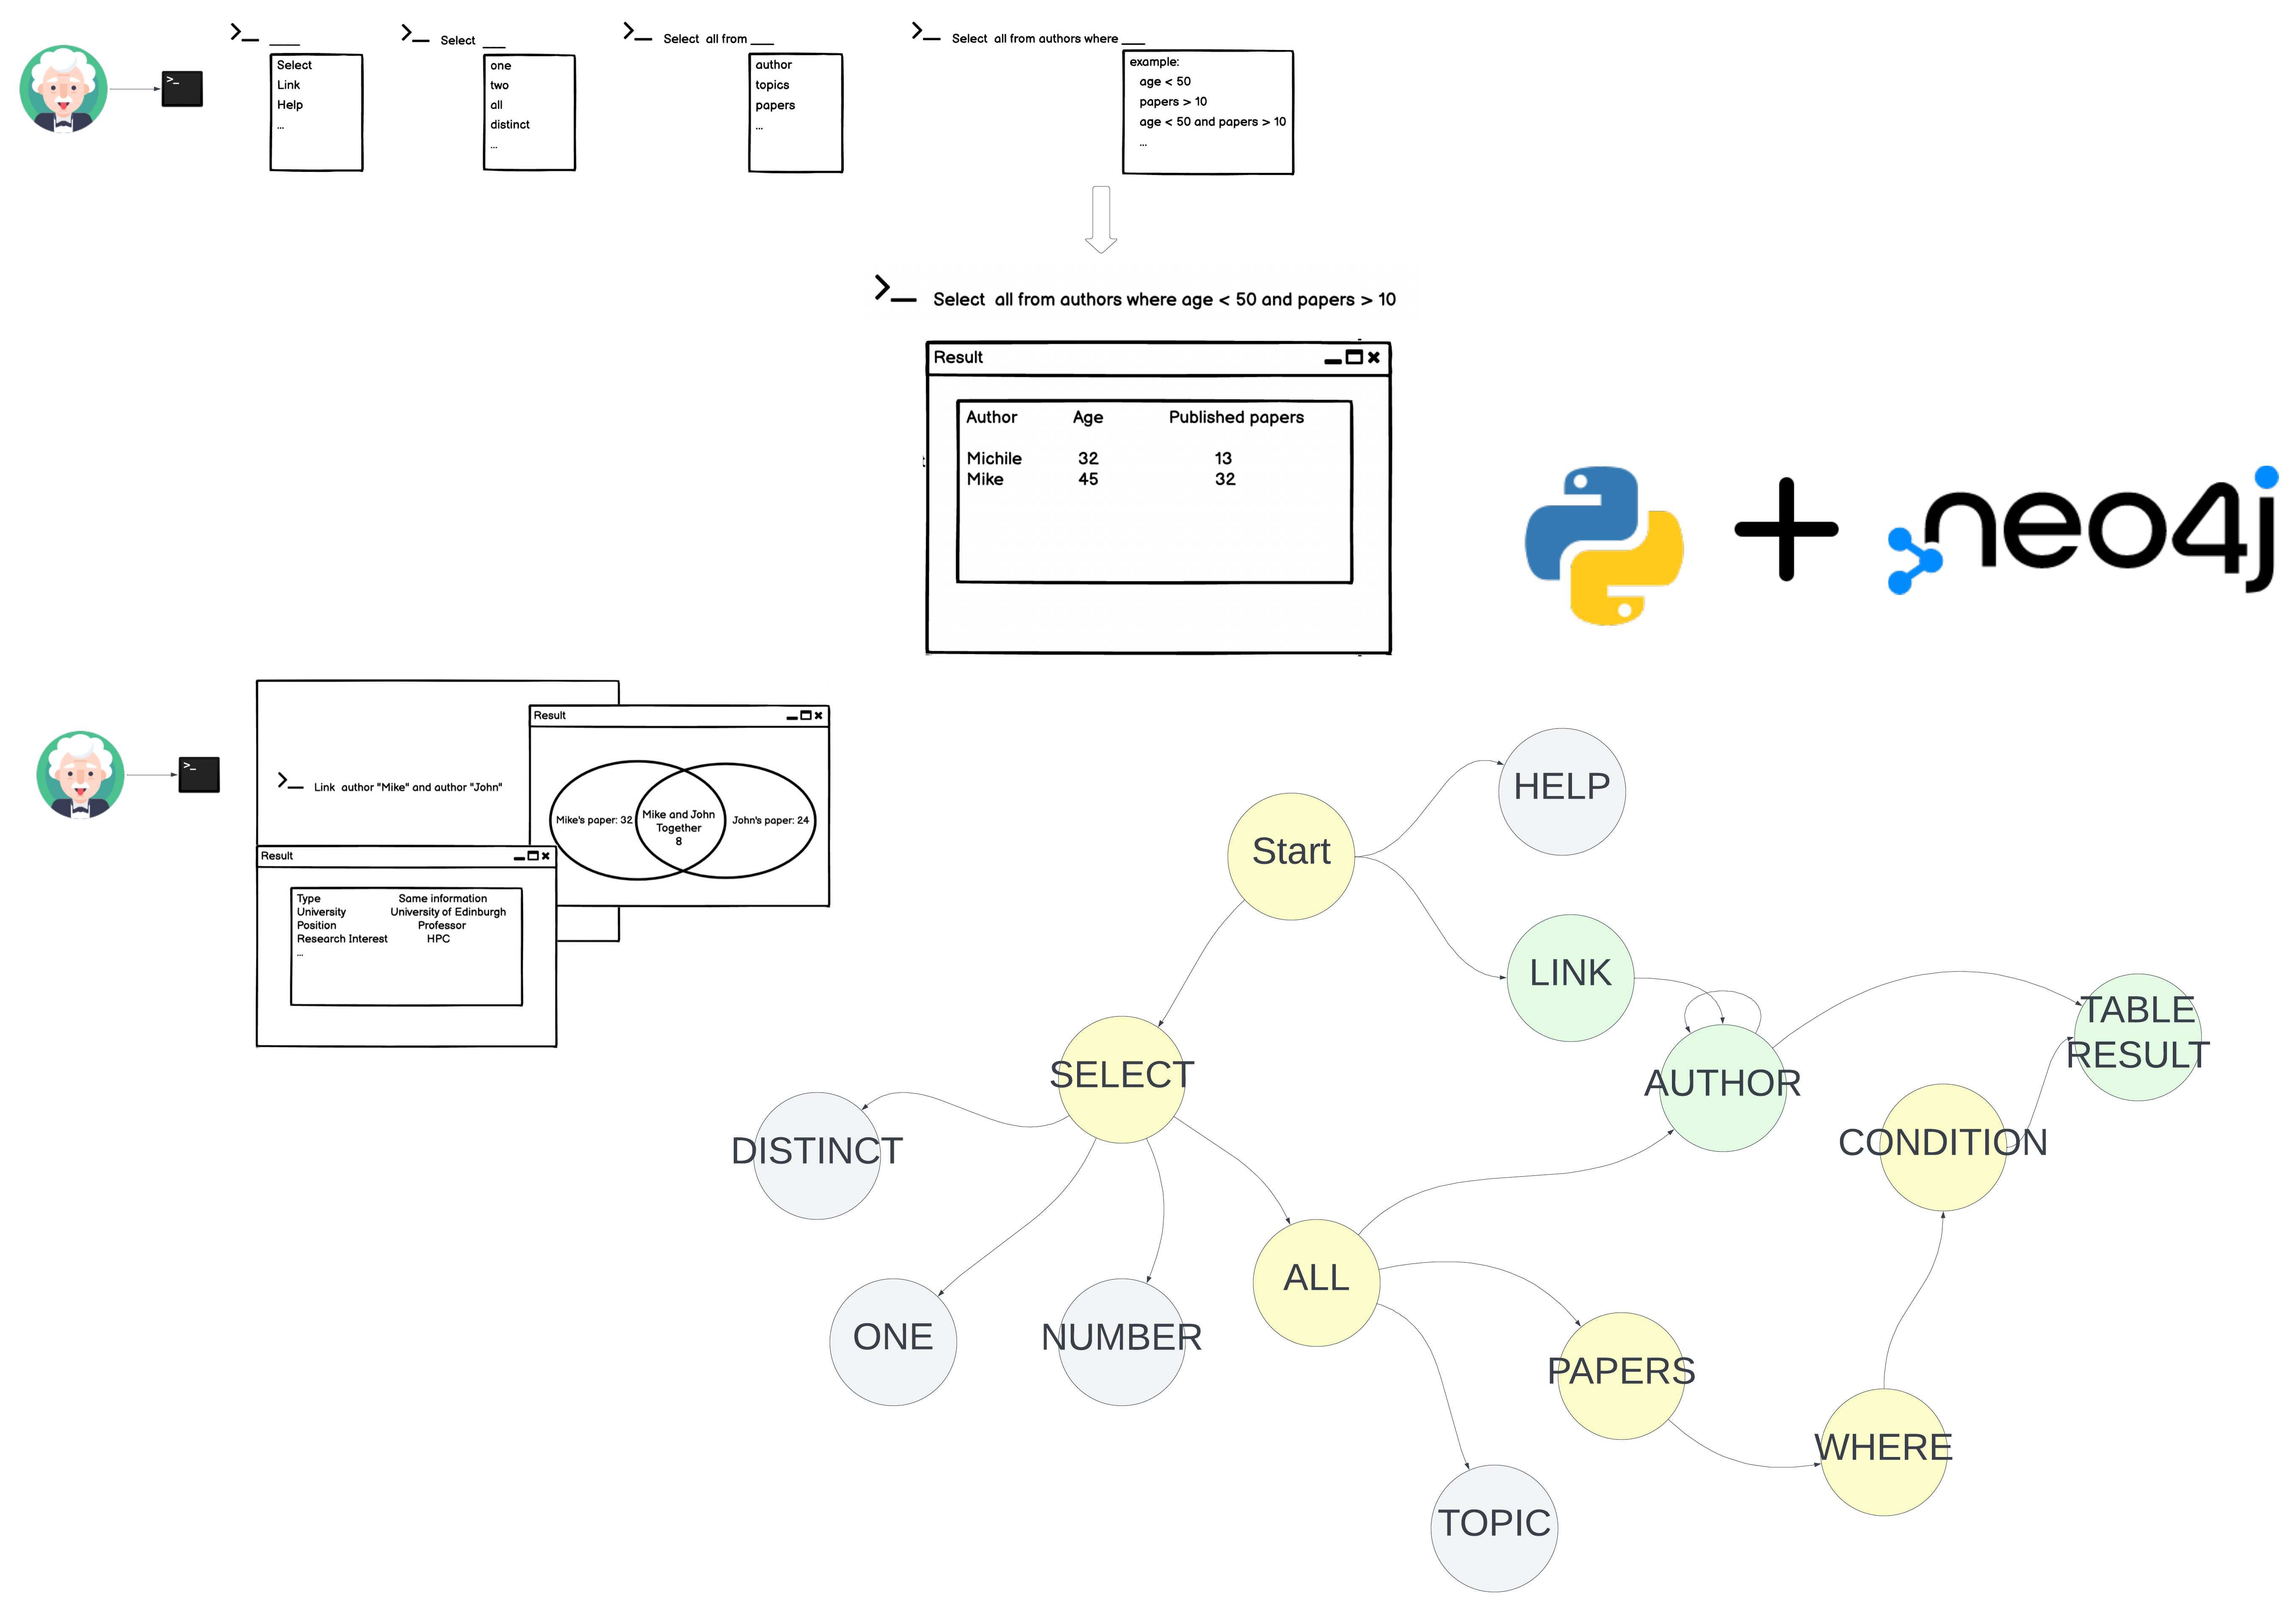 >_ ____
Select
Link
Help
...
>_ Select ___
one
two
all
distinct
...
>_ Select all from ___
author
topics
papers
...
>_ Select all from authors where ___
example:
age < 50
papers > 10
age < 50 and papers > 10
...
>_
>_ Select all from authors where age < 50 and papers > 10
Result
Author Age Published papers
Michile 32 13
Mike 45 32
+
neo4j
>_
>_ Link author "Mike" and author "John"
Result
Mike's paper: 32
Mike and John
Together
8
John's paper: 24
Result
Type Same information
University University of Edinburgh
Position Professor
Research Interest HPC
...
HELP
Start
LINK
TABLE
RESULT
SELECT
AUTHOR
CONDITION
DISTINCT
ALL
ONE
NUMBER
PAPERS
WHERE
TOPIC